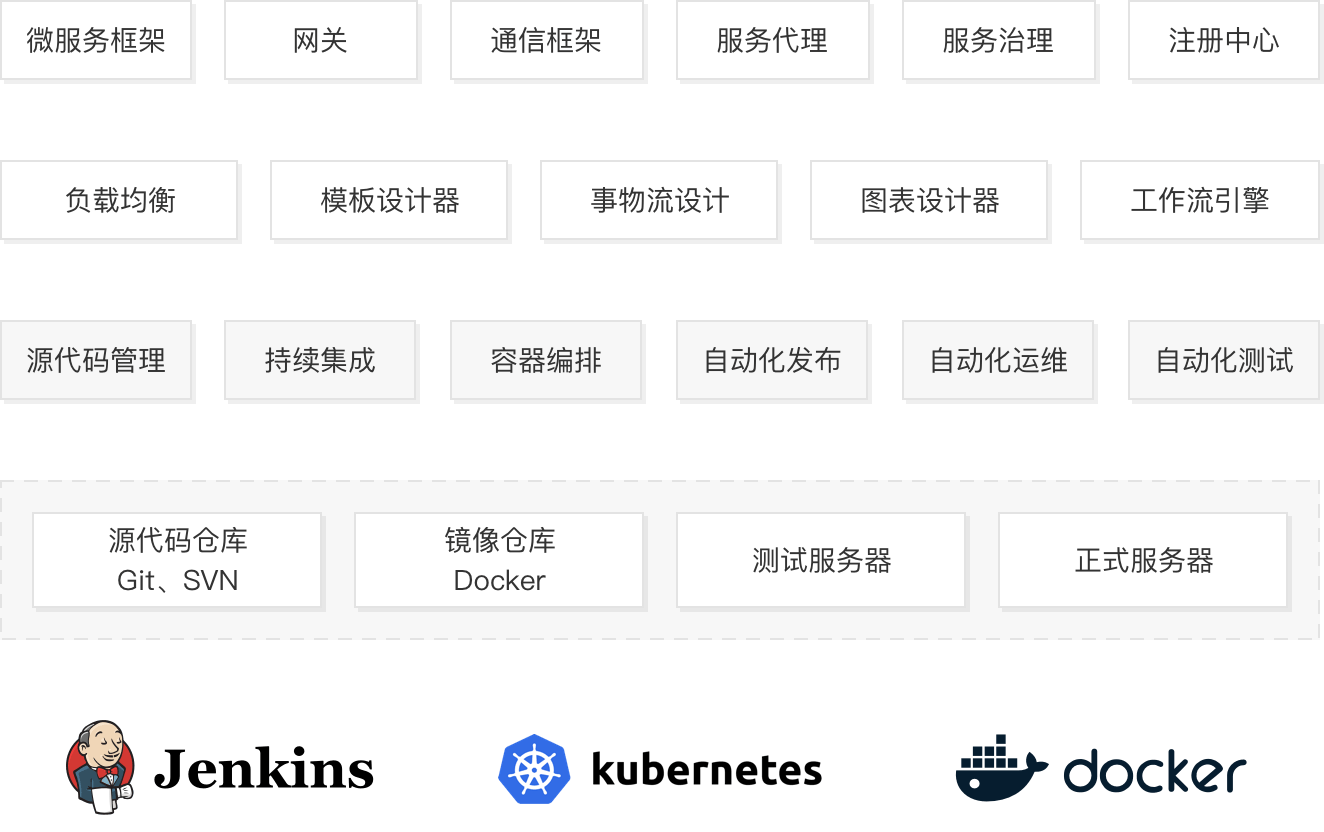 微服务框架
网关
通信框架
服务代理
服务治理
注册中心
负载均衡
模板设计器
事物流设计
图表设计器
工作流引擎
源代码管理
持续集成
容器编排
自动化发布
自动化运维
自动化测试
源代码仓库
Git、SVN
镜像仓库
Docker
测试服务器
正式服务器
Jenkins
kubernetes
docker